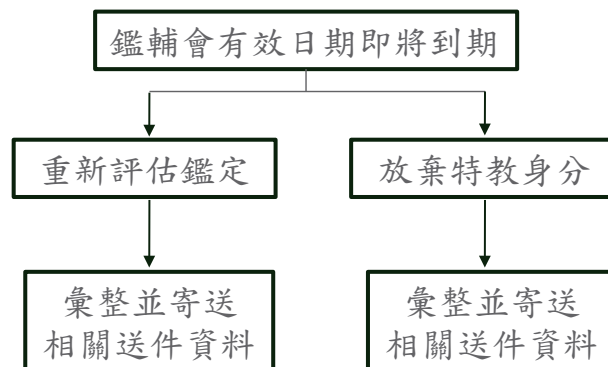 鑑輔會有效日期即將到期
重新評估鑑定
放棄特教身分
彙整並寄送
相關送件資料
彙整並寄送
相關送件資料